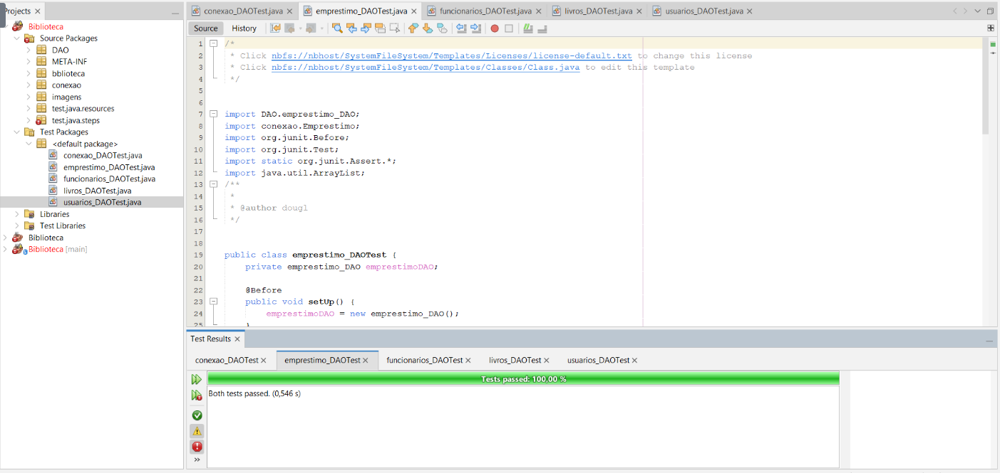 Projects ×
Biblioteca
Source Packages
DAO
META-INF
bblioteca
conexao
imagens
test.java.resources
test.java.steps
Test Packages
<default package>
conexao_DAOTest.java
emprestimo_DAOTest.java
funcionarios_DAOTest.java
livros_DAOTest.java
usuarios_DAOTest.java
Libraries
Test Libraries
Biblioteca
Biblioteca [main]
conexao_DAOTest.java × emprestimo_DAOTest.java × funcionarios_DAOTest.java × livros_DAOTest.java × usuarios_DAOTest.java ×
Source History
1 /*
2 * Click nbfs://nbhost/SystemFileSystem/Templates/Licenses/license-default.txt to change this license
3 * Click nbfs://nbhost/SystemFileSystem/Templates/Classes/Class.java to edit this template
4 */
5
6
7 import DAO.emprestimo_DAO;
8 import conexao.Emprestimo;
9 import org.junit.Before;
10 import org.junit.Test;
11 import static org.junit.Assert.*;
12 import java.util.ArrayList;
13 /**
14 *
15 * @author dougl
16 */
17
18
19 public class emprestimo_DAOTest {
20 private emprestimo_DAO emprestimoDAO;
21
22 @Before
23 public void setUp() {
24 emprestimoDAO = new emprestimo_DAO();
25 }
Test Results ×
conexao_DAOTest × emprestimo_DAOTest × funcionarios_DAOTest × livros_DAOTest × usuarios_DAOTest ×
Tests passed: 100,00 %
Both tests passed. (0,546 s)